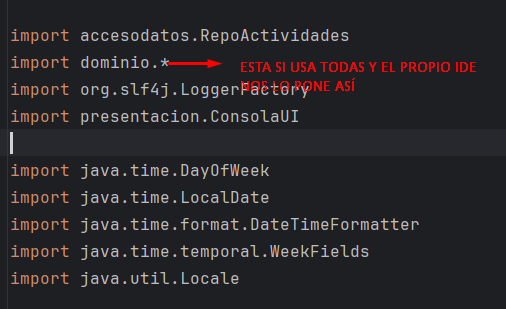 import accesodatos.RepoActividades
import dominio.*
ESTA SI USA TODAS Y EL PROPIO IDE
NOS LO PONE ASÍ
import org.slf4j.LoggerFactory
import presentacion.ConsolaUI
import java.time.DayOfWeek
import java.time.LocalDate
import java.time.format.DateTimeFormatter
import java.time.temporal.WeekFields
import java.util.Locale